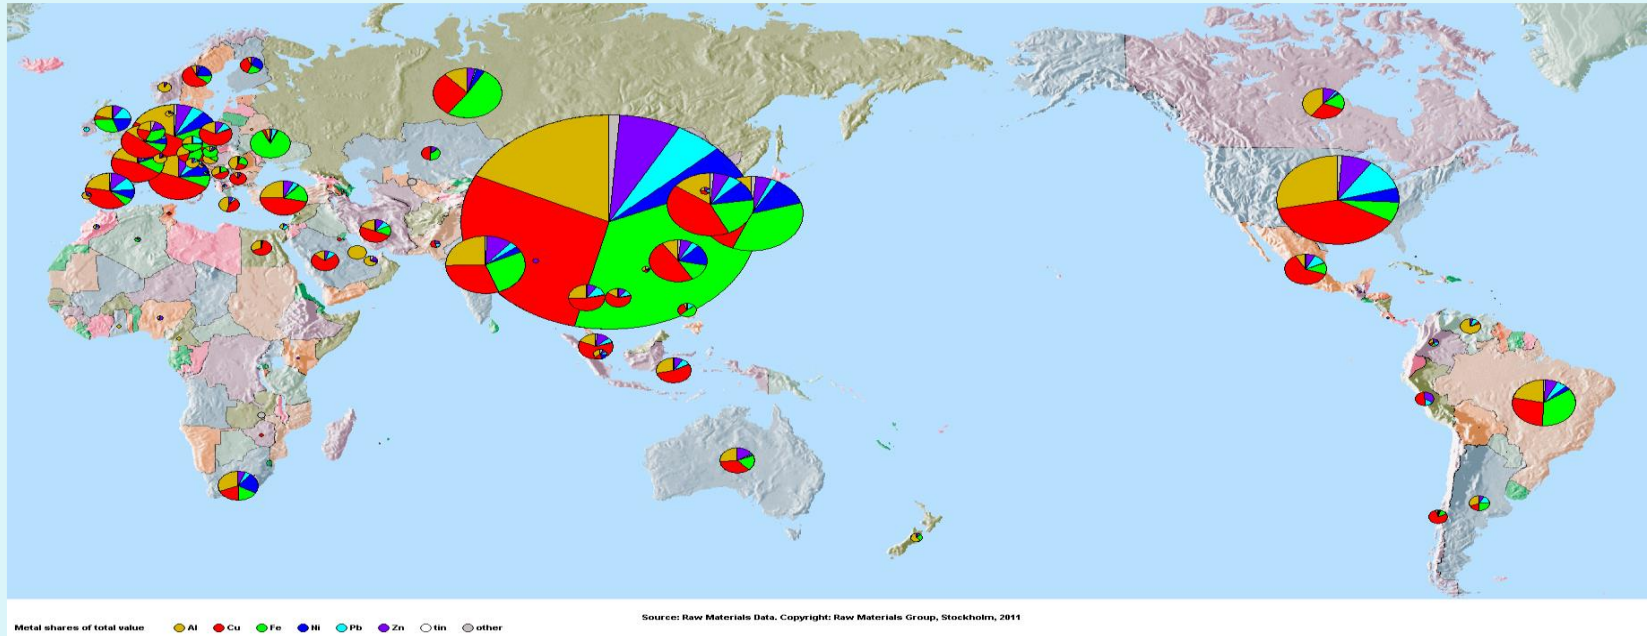 Source: Raw Materials Data. Copyright: Raw Materials Group, Stockholm, 2011
Metal shares of total value Al Cu Fe Ni Pb Zn tin other